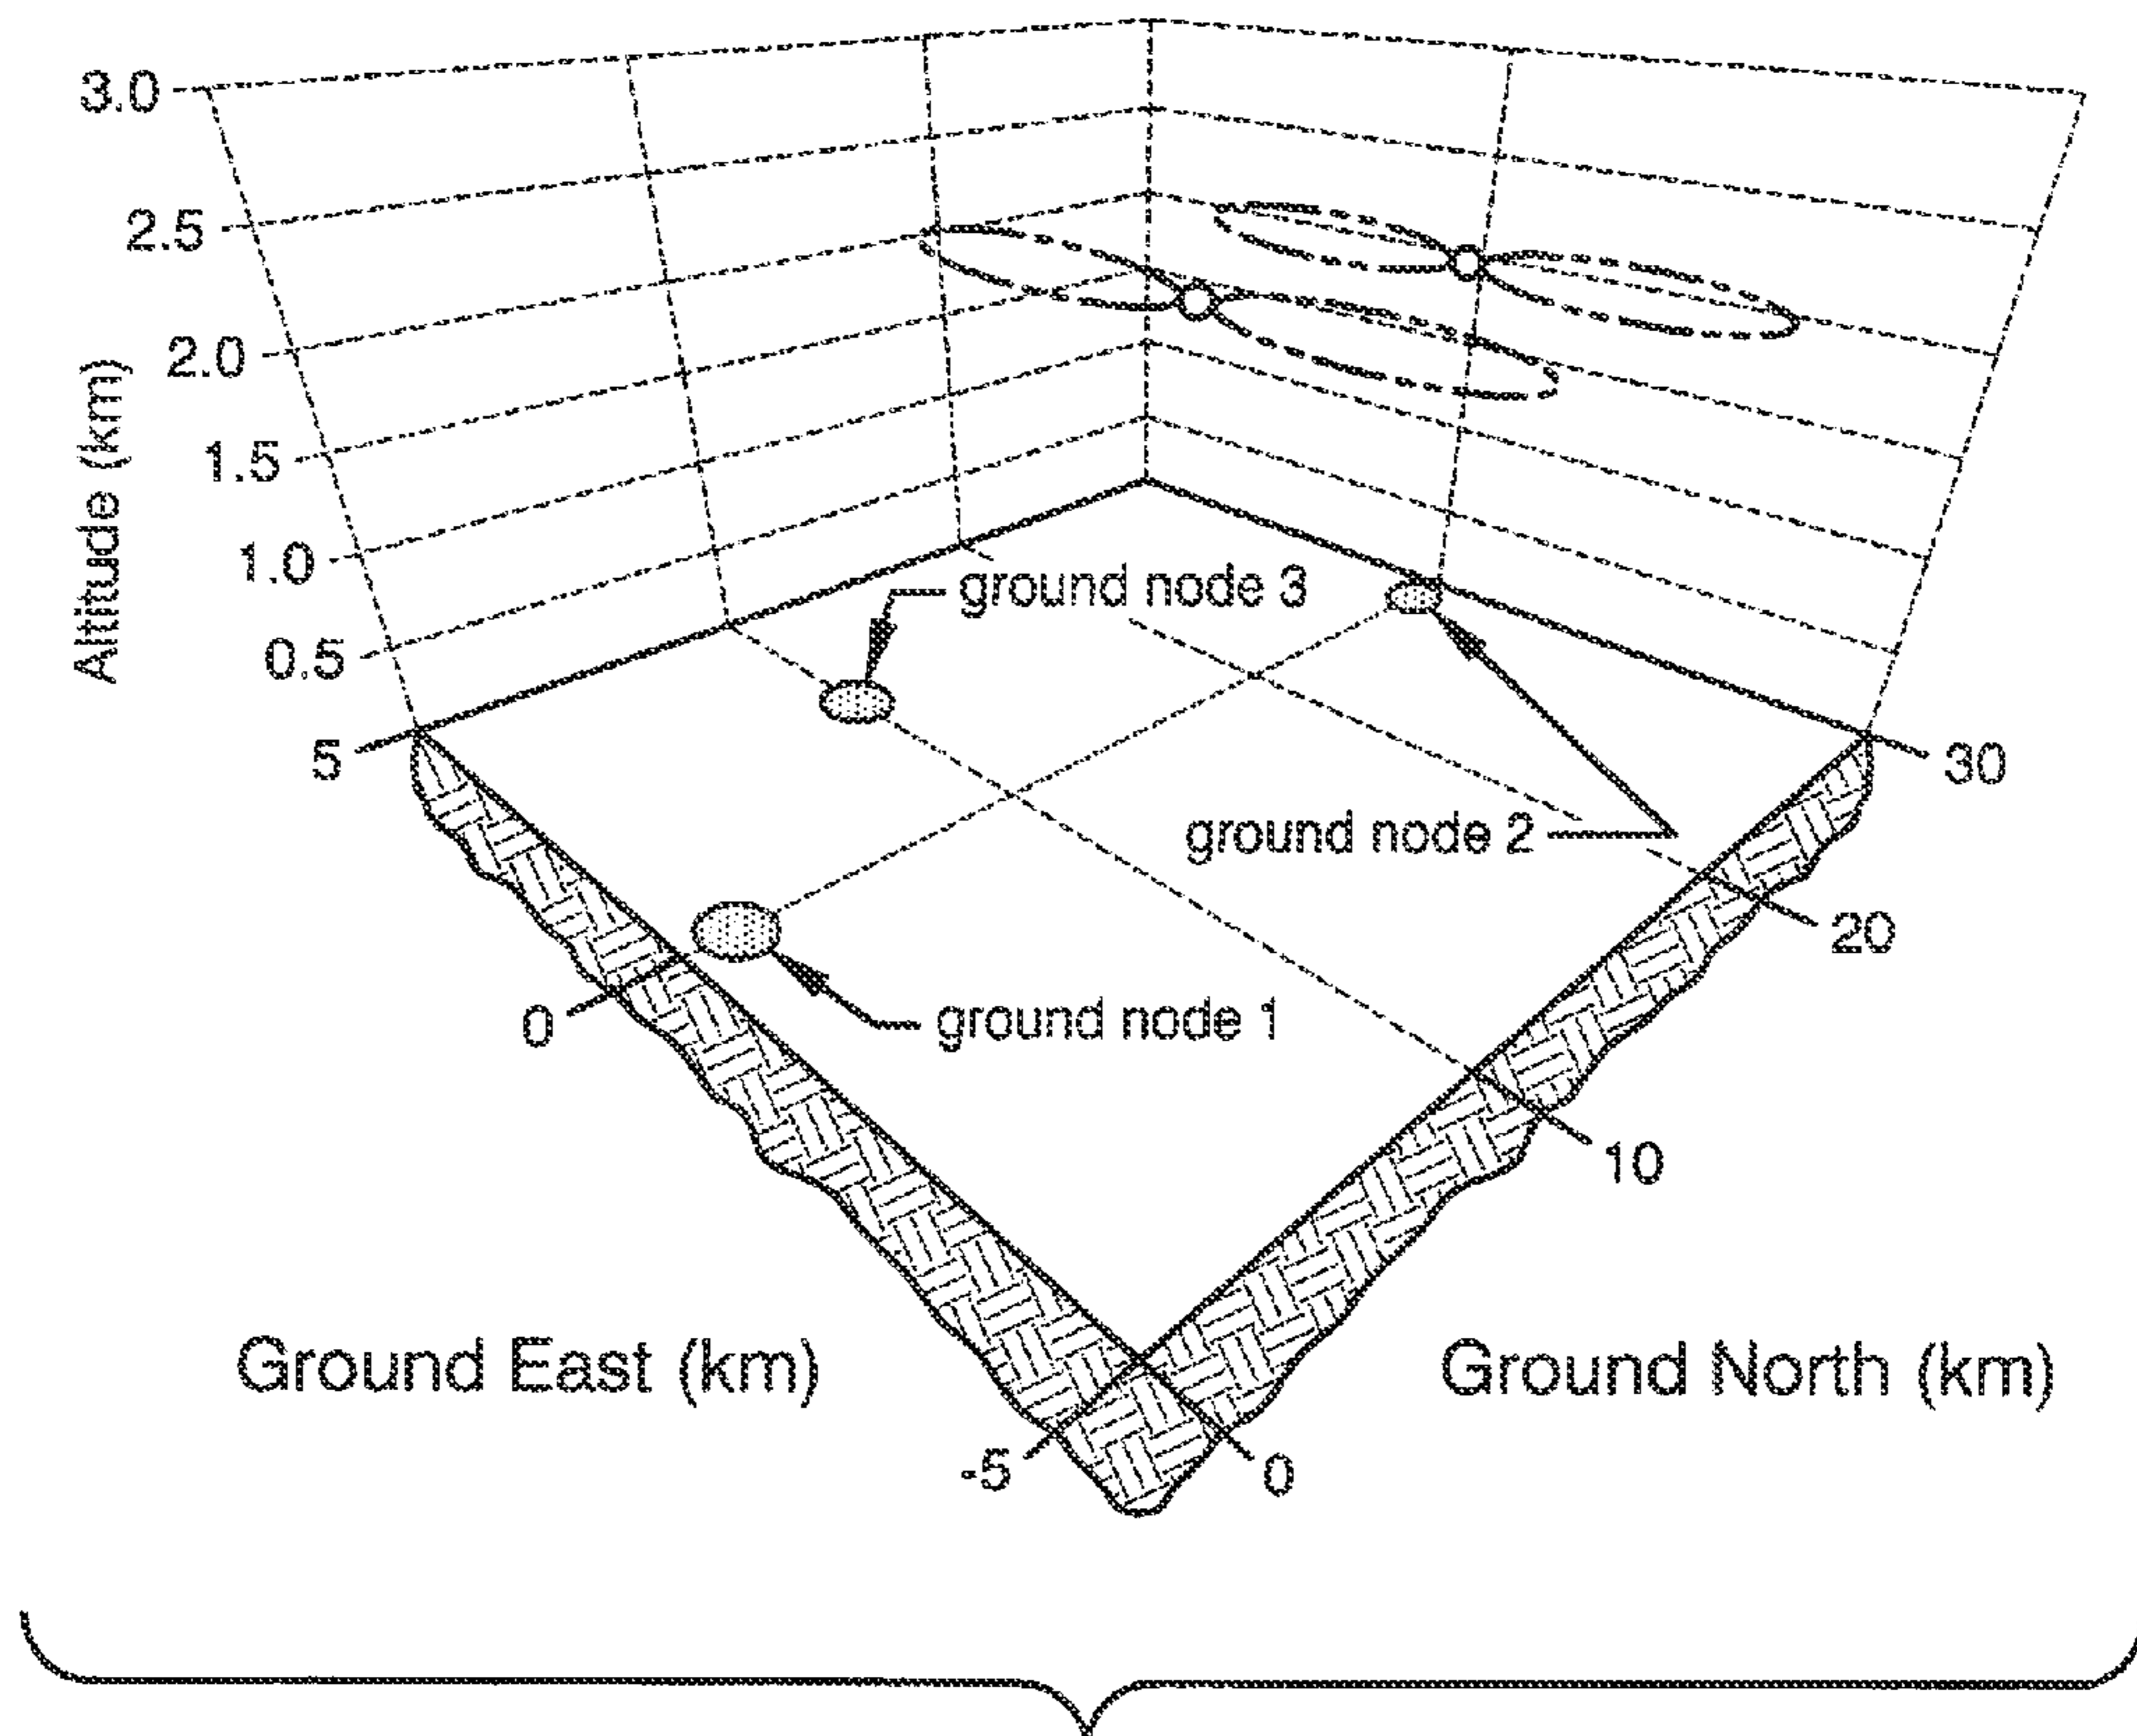 3.0
2.5
2.0
1.5
1.0
0.5
Altitude (km)
5
0
-5
Ground East (km)
30
20
10
0
Ground North (km)
ground node 3
ground node 2
ground node 1